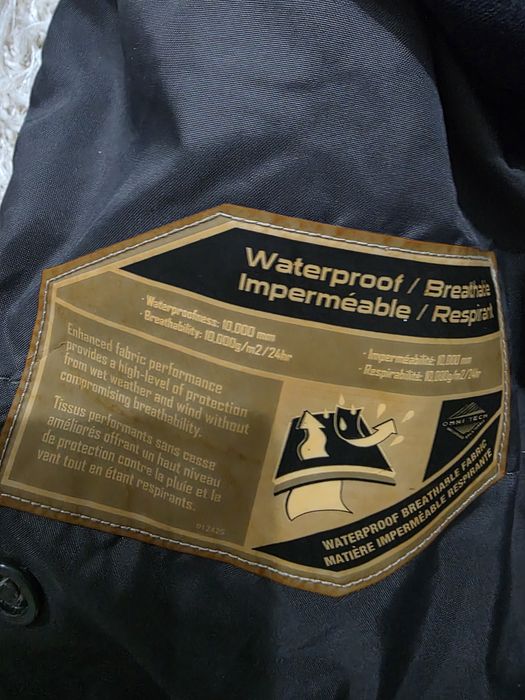 Waterproof / Breathable
Imperméable / Respirant
· Waterproofness: 10,000 mm
· Breathability: 10,000g/m2/24hr
· Imperméabilité: 10,000 mm
· Respirabilité: 10,000g/m2/24hr
Enhanced fabric performance
provides a high-level of protection
from wet weather and wind without
compromising breathability.
Tissus performants sans cesse
améliorés offrant un haut niveau
de protection contre la pluie et le
vent tout en étant respirants.
012426
OMNI TECH
WATERPROOF BREATHABLE FABRIC
MATIÈRE IMPERMÉABLE RESPIRANTE